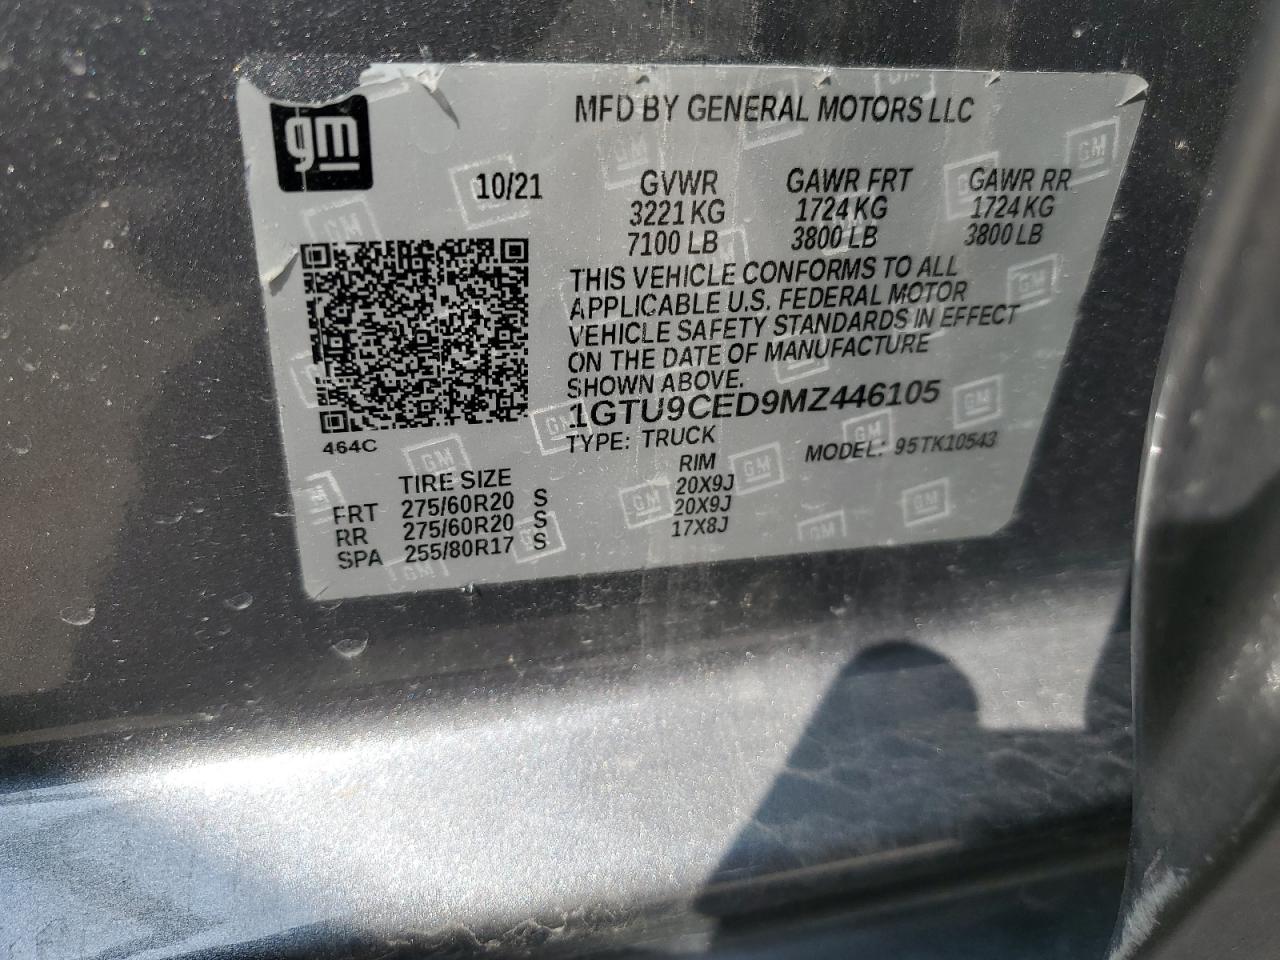 MFD BY GENERAL MOTORS LLC
gm
10/21
GVWR GAWR FRT GAWR RR
3221 KG 1724 KG 1724 KG
7100 LB 3800 LB 3800 LB
THIS VEHICLE CONFORMS TO ALL
APPLICABLE U.S. FEDERAL MOTOR
VEHICLE SAFETY STANDARDS IN EFFECT
ON THE DATE OF MANUFACTURE
SHOWN ABOVE.
1GTU9CED9MZ446105
TYPE: TRUCK MODEL: 95TK10543
464C
TIRE SIZE RIM
FRT 275/60R20 S 20X9J
RR 275/60R20 S 20X9J
SPA 255/80R17 S 17X8J